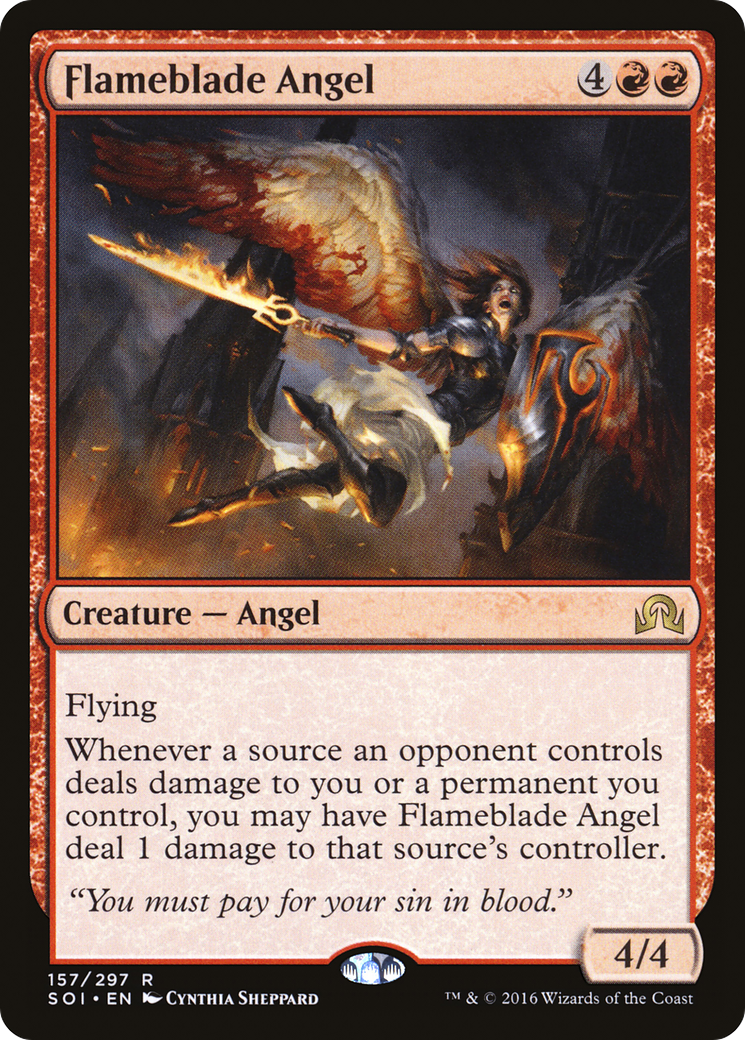 Flameblade Angel 4
Creature — Angel
Flying
Whenever a source an opponent controls
deals damage to you or a permanent you
control, you may have Flameblade Angel
deal 1 damage to that source's controller.
“You must pay for your sin in blood.”
4/4
157/297 R
SOI • EN Cynthia Sheppard
™ & © 2016 Wizards of the Coast